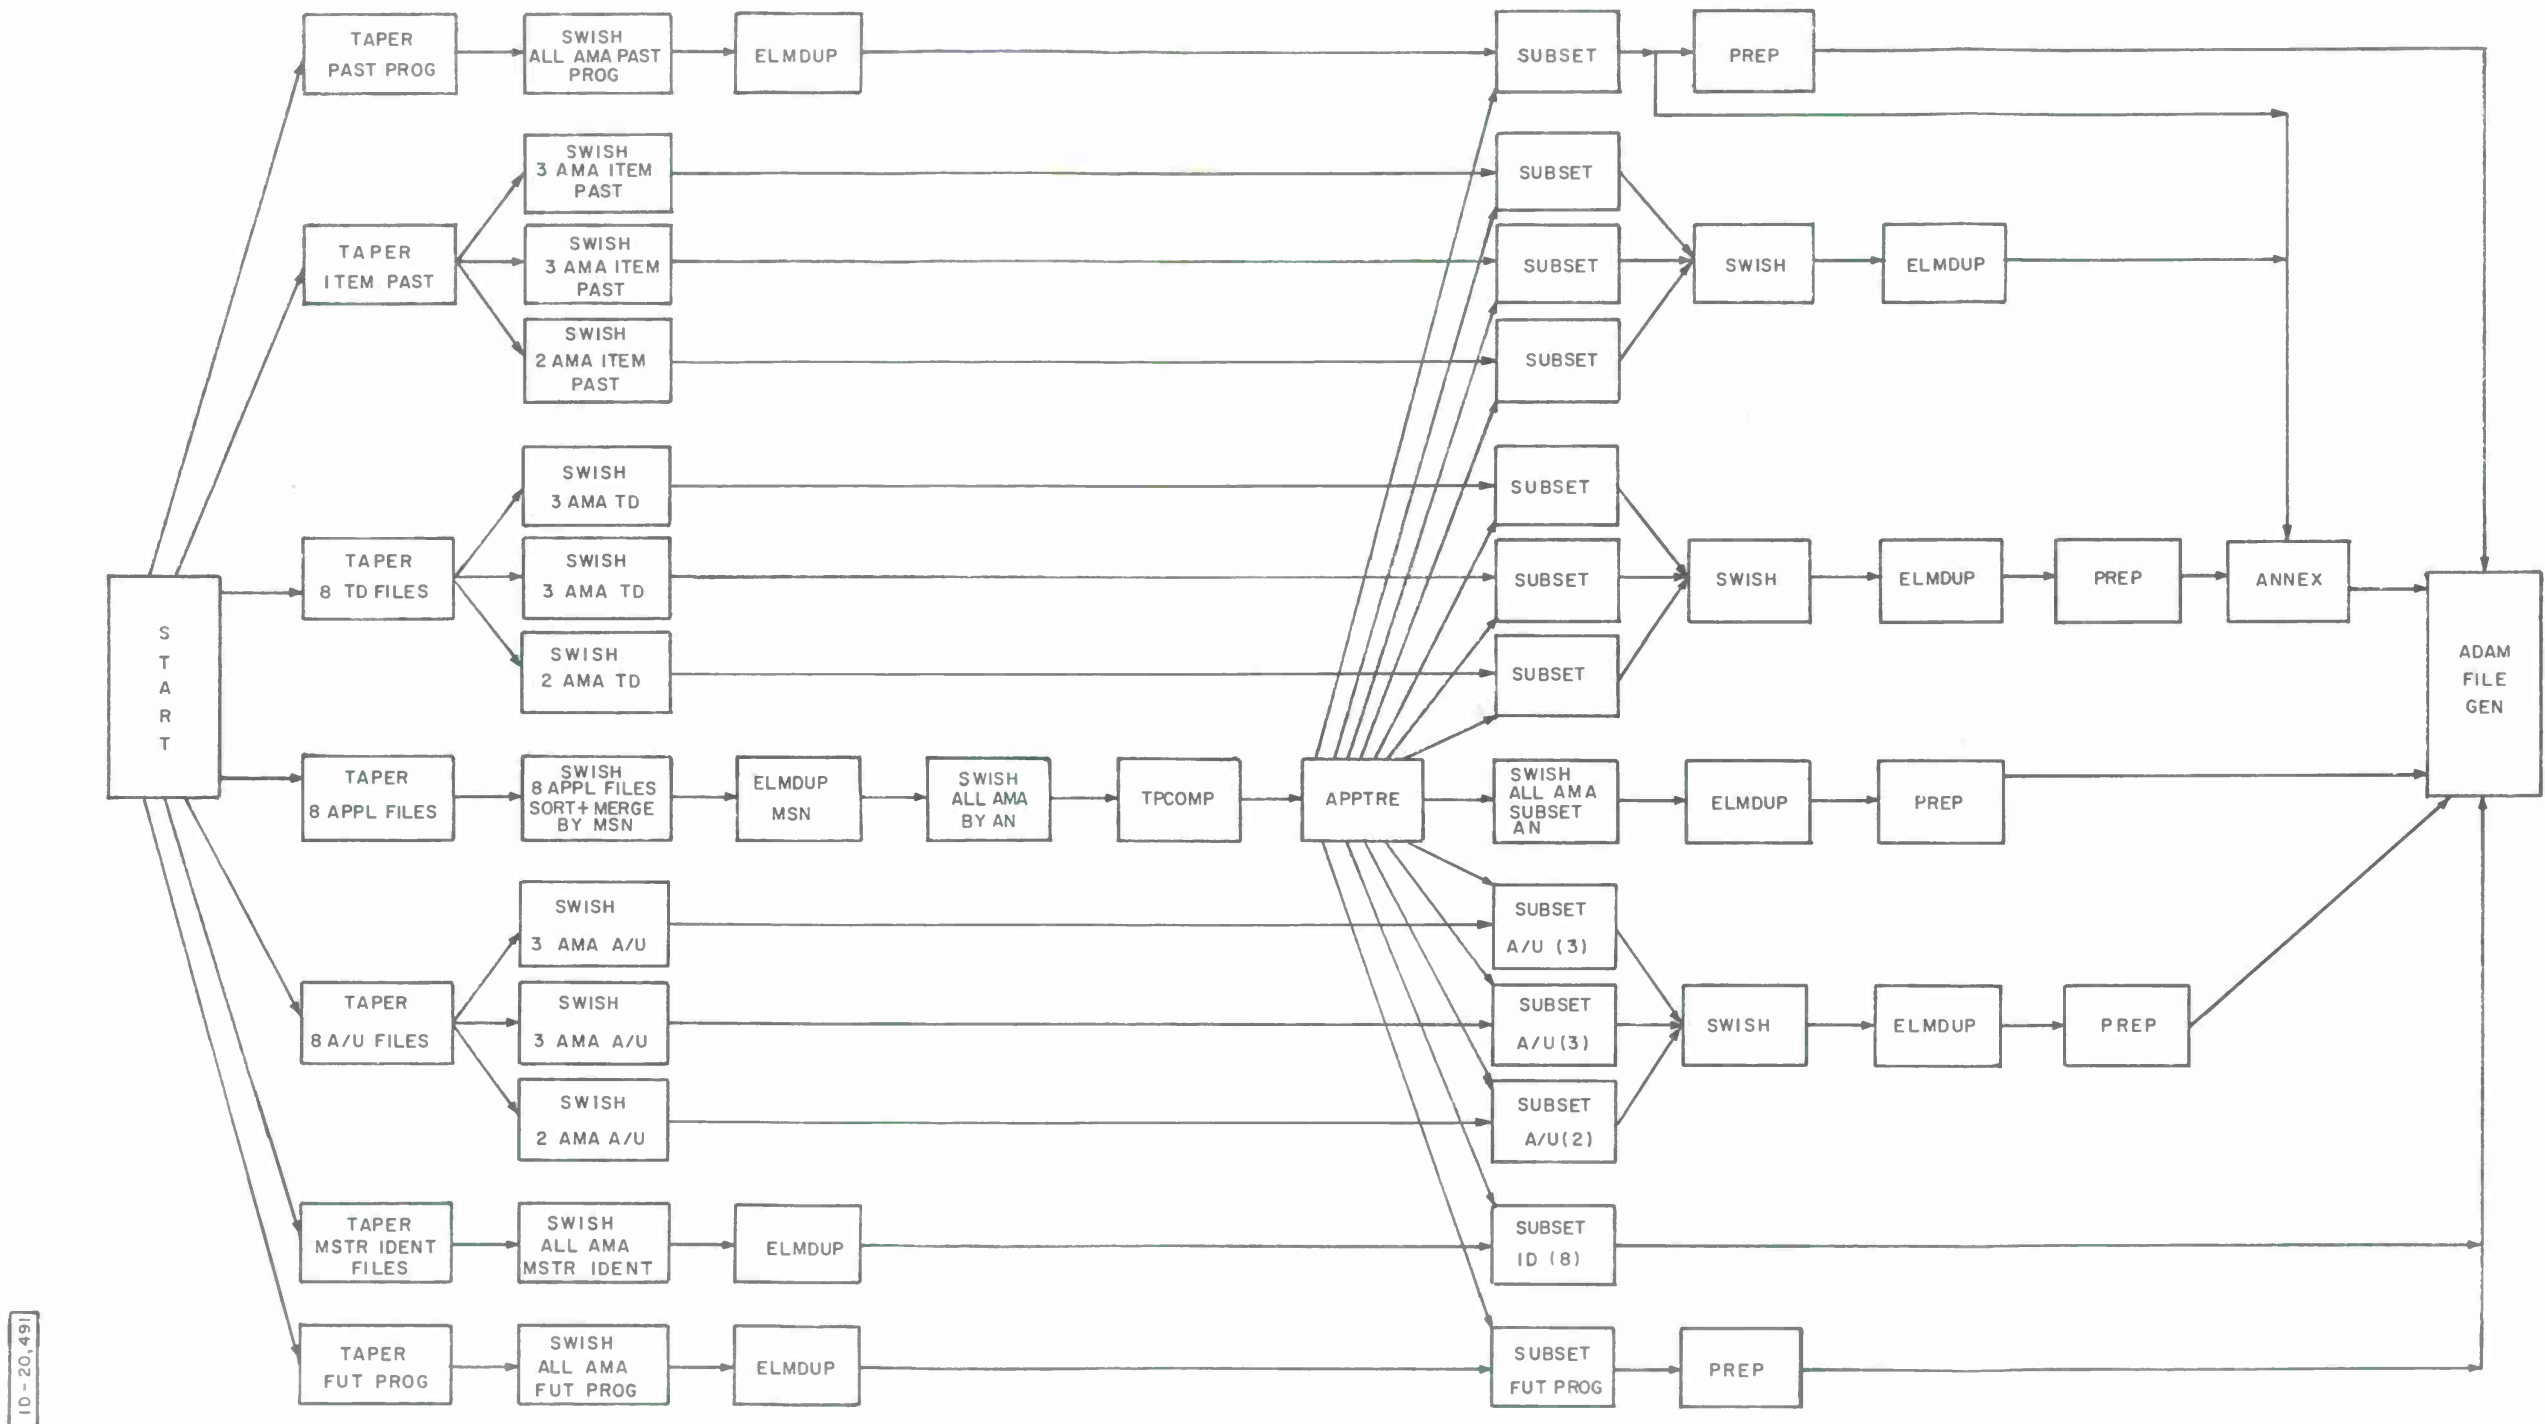 TAPER
PAST PROG
SWISH
ALL AMA PAST
PROG
ELMDUP
SUBSET
PREP
SWISH
3 AMA ITEM
PAST
SUBSET
TAPER
ITEM PAST
SWISH
3 AMA ITEM
PAST
SUBSET
SWISH
ELMDUP
SWISH
2 AMA ITEM
PAST
SUBSET
SWISH
3 AMA TD
SUBSET
TAPER
8 TD FILES
SWISH
3 AMA TD
SUBSET
SWISH
ELMDUP
PREP
ANNEX
SWISH
2 AMA TD
SUBSET
START
ADAM
FILE
GEN
TAPER
8 APPL FILES
SWISH
8 APPL FILES
SORT+MERGE
BY MSN
ELMDUP
MSN
SWISH
ALL AMA
BY AN
TPCOMP
APPTRE
SWISH
ALL AMA
SUBSET
AN
ELMDUP
PREP
SWISH
3 AMA A/U
SUBSET
A/U (3)
TAPER
8 A/U FILES
SWISH
3 AMA A/U
SUBSET
A/U(3)
SWISH
ELMDUP
PREP
SWISH
2 AMA A/U
SUBSET
A/U(2)
TAPER
MSTR IDENT
FILES
SWISH
ALL AMA
MSTR IDENT
ELMDUP
SUBSET
ID (8)
TAPER
FUT PROG
SWISH
ALL AMA
FUT PROG
ELMDUP
SUBSET
FUT PROG
PREP
ID-20,491